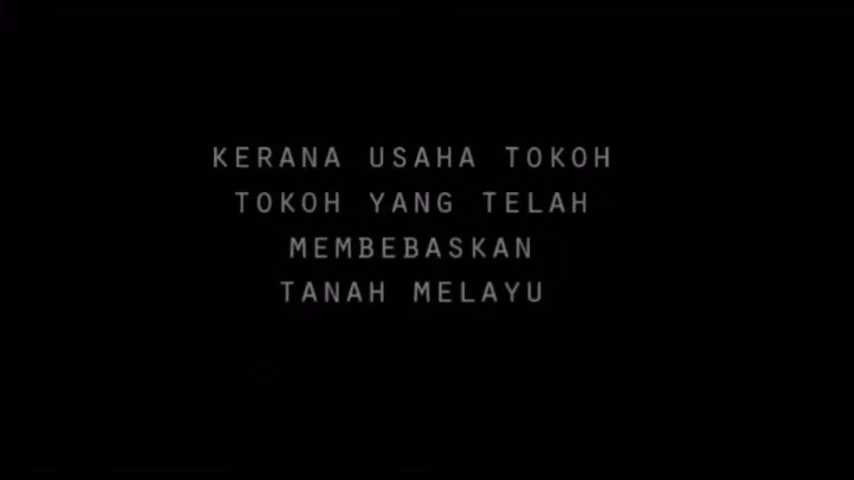 KERANA USAHA TOKOH
TOKOH YANG TELAH
MEMBEBASKAN
TANAH MELAYU